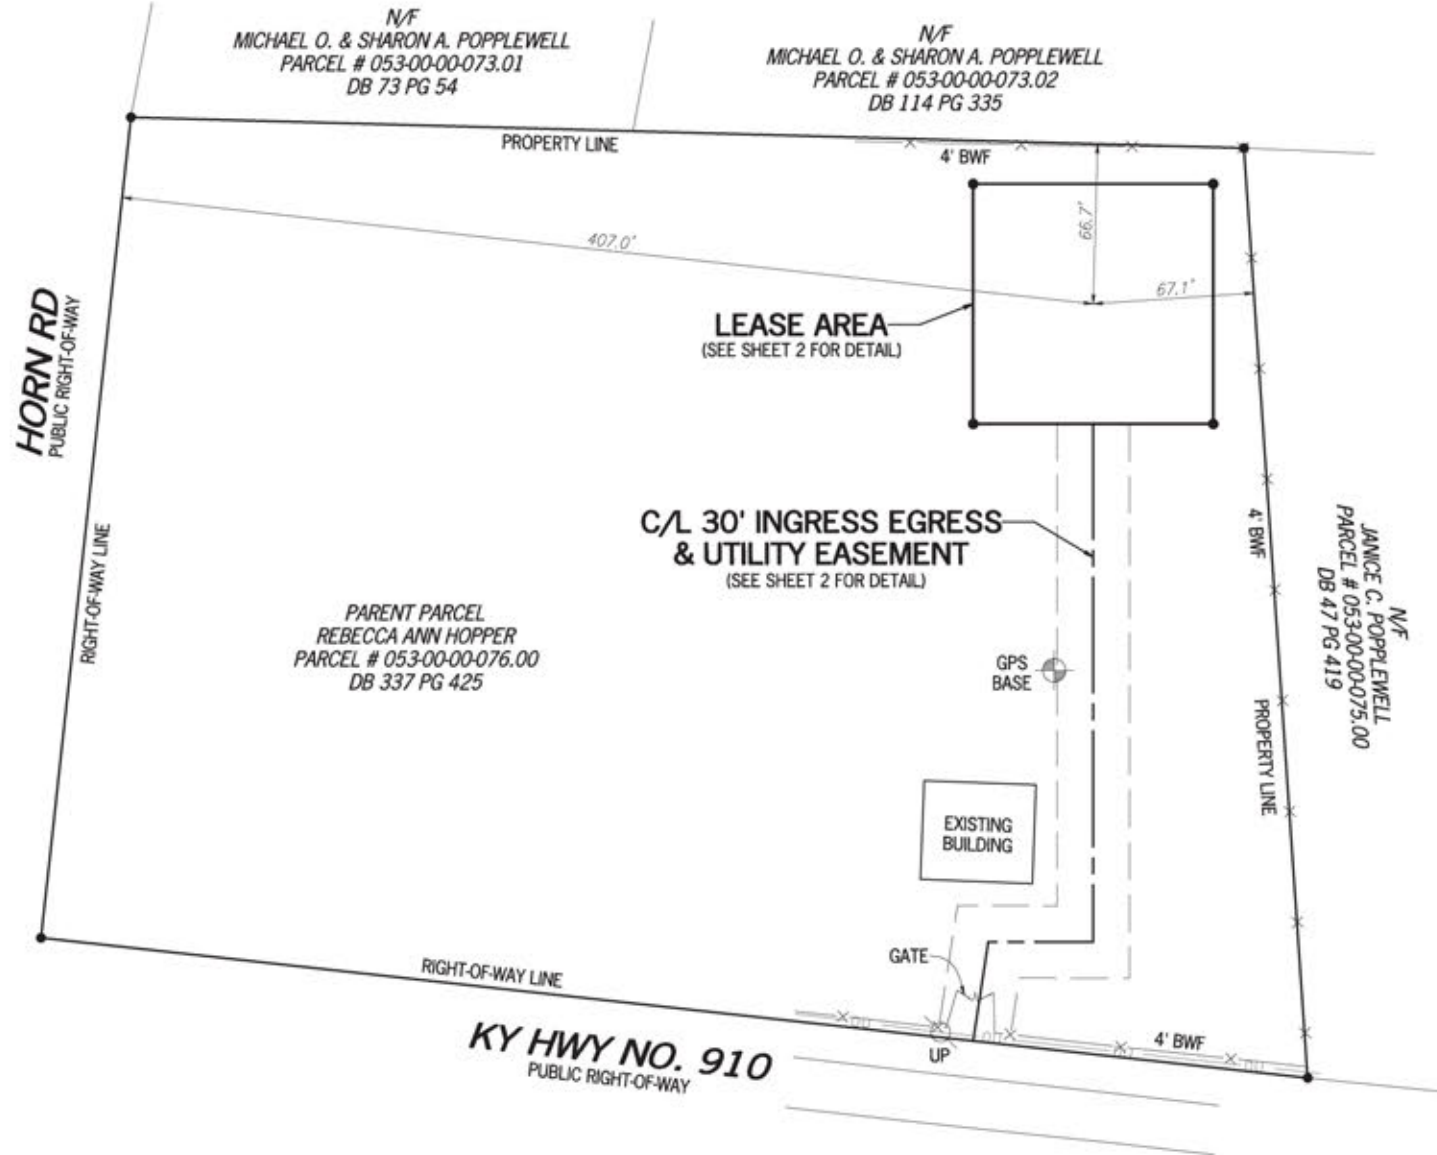 N/F
MICHAEL O. & SHARON A. POPPLEWELL
PARCEL # 053-00-00-073.01
DB 73 PG 54
N/F
MICHAEL O. & SHARON A. POPPLEWELL
PARCEL # 053-00-00-073.02
DB 114 PG 335
PROPERTY LINE
4' BWF
66.7'
407.0'
67.1'
LEASE AREA
(SEE SHEET 2 FOR DETAIL)
HORN RD
PUBLIC RIGHT-OF-WAY
RIGHT-OF-WAY LINE
C/L 30' INGRESS EGRESS
& UTILITY EASEMENT
(SEE SHEET 2 FOR DETAIL)
4' BWF
N/F
JANICE C. POPPLEWELL
PARCEL # 053-00-00-075.00
DB 47 PG 419
PARENT PARCEL
REBECCA ANN HOPPER
PARCEL # 053-00-00-076.00
DB 337 PG 425
GPS
BASE
PROPERTY LINE
EXISTING
BUILDING
GATE
RIGHT-OF-WAY LINE
4' BWF
UP
KY HWY NO. 910
PUBLIC RIGHT-OF-WAY